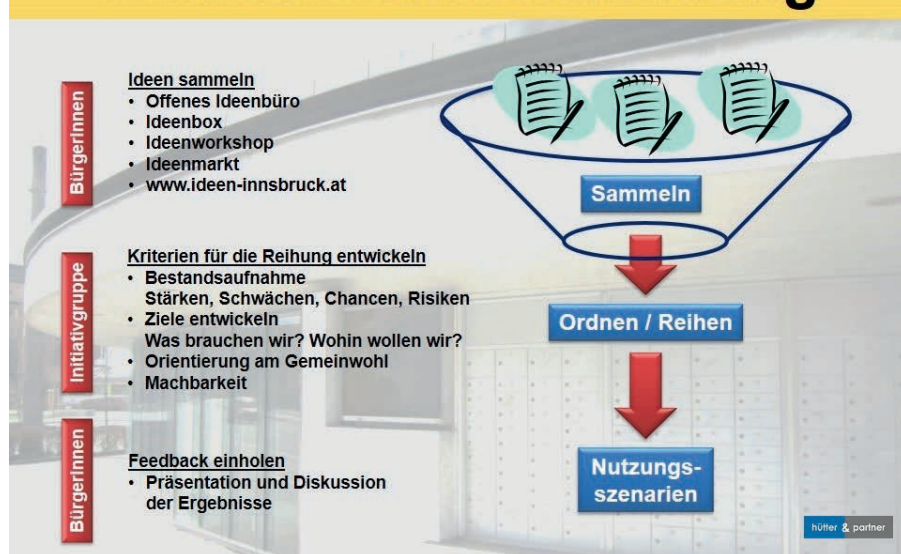 BürgerInnen
Ideen sammeln
• Offenes Ideenbüro
• Ideenbox
• Ideenworkshop
• Ideenmarkt
• www.ideen-innsbruck.at
Sammeln
Initiativgruppe
Kriterien für die Reihung entwickeln
• Bestandsaufnahme
Stärken, Schwächen, Chancen, Risiken
• Ziele entwickeln
Was brauchen wir? Wohin wollen wir?
• Orientierung am Gemeinwohl
• Machbarkeit
Ordnen / Reihen
BürgerInnen
Feedback einholen
• Präsentation und Diskussion
der Ergebnisse
Nutzungs-
szenarien
hütter & partner